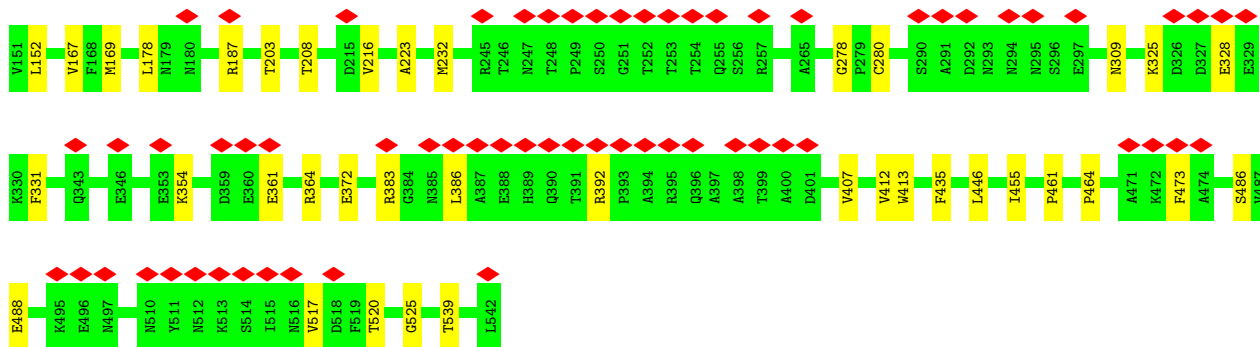 V151 L152 V167 F168 M169 L178 N179 N180 R187 T203 T208 D215 V216 A223 M232 R245 T246 N247 T248 P249 S250 G251 T252 T253 T254 Q255 S256 R257 A265 G278 P279 C280 S290 A291 D292 N293 N294 N295 S296 E297 N309 K325 D326 D327 E328 E329
K330 F331 Q343 E346 E353 K354 D359 E360 E361 R364 E372 R383 G384 N385 L386 A387 E388 H389 Q390 T391 R392 P393 A394 R395 Q396 A397 A398 T399 A400 D401 V407 V412 W413 F435 L446 I455 P461 P464 A471 K472 F473 A474 S486 V487
E488 K495 E496 N497 N510 Y511 N512 K513 S514 I515 N516 V517 D518 F519 T520 G525 T539 L542